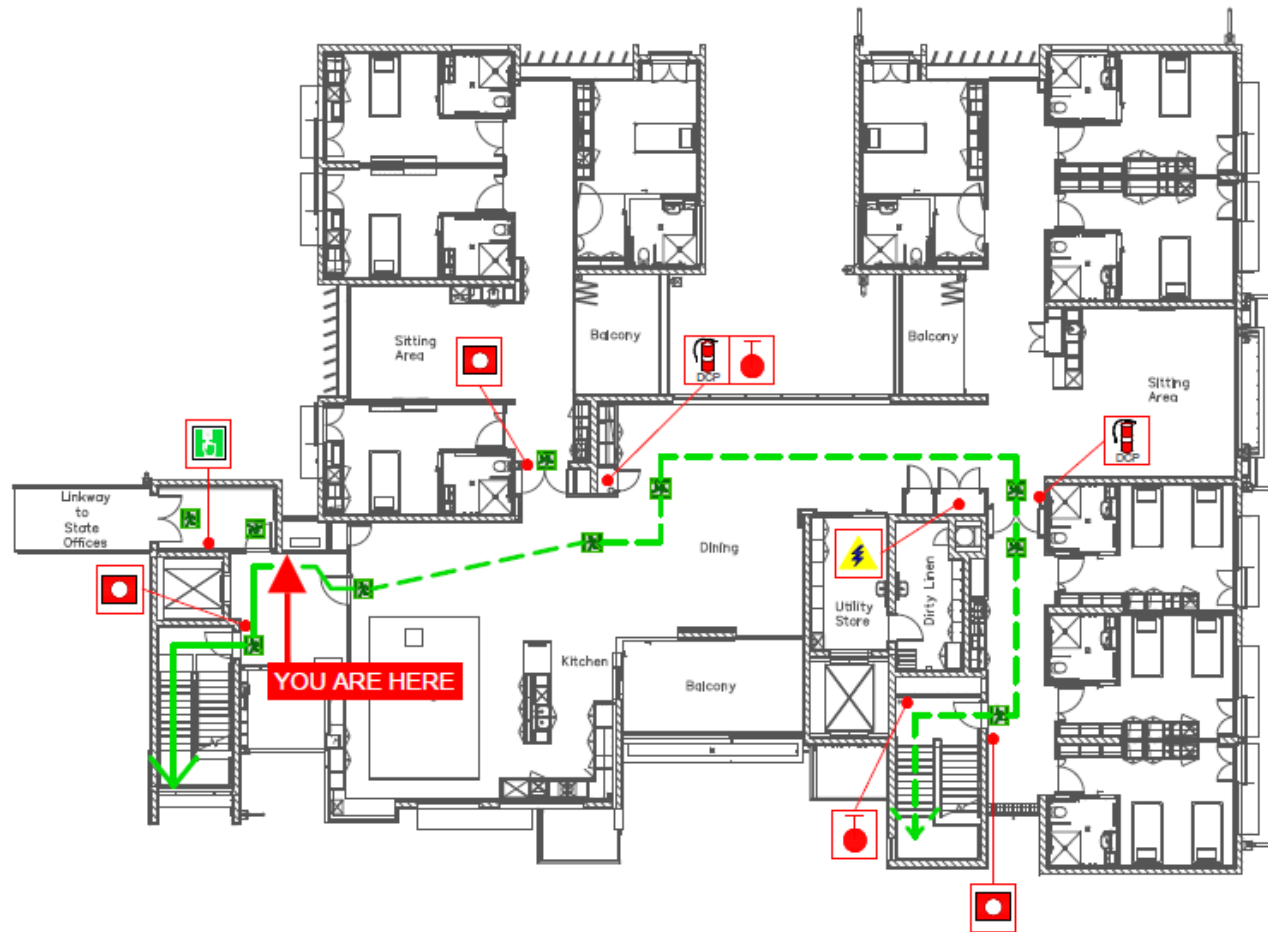 Sitting
Area
Balcony
Balcony
DCP
Sitting
Area
DCP
Linkway
to
State
Offices
Dining
Utility
Store
Dirty Linen
Kitchen
YOU ARE HERE
Balcony